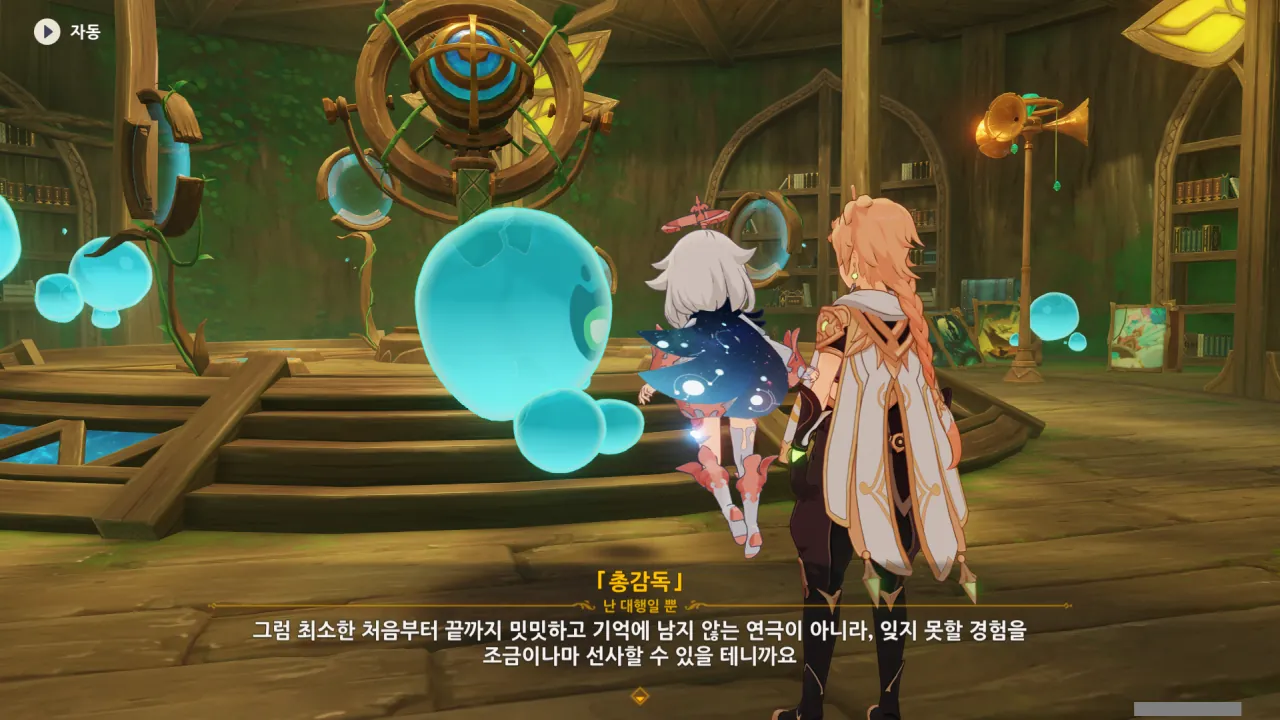 자동
「총감독」
난 대행일 뿐
그럼 최소한 처음부터 끝까지 밋밋하고 기억에 남지 않는 연극이 아니라, 잊지 못할 경험을
조금이나마 선사할 수 있을 테니까요